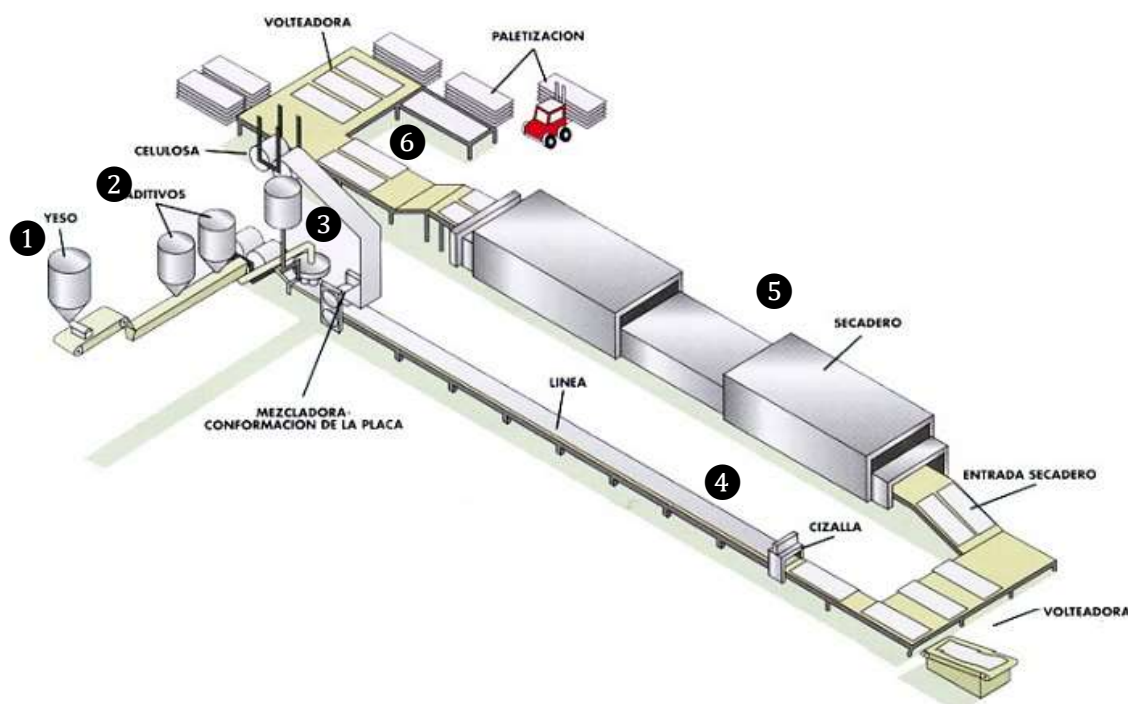 VOLTEADORA
PALETIZACION
6
CELULOSA
2
ADITIVOS
3
1
YESO
5
SECADERO
LINEA
MEZCLADORA-
CONFORMACION DE LA PLACA
4
ENTRADA SECADERO
CIZALLA
VOLTEADORA